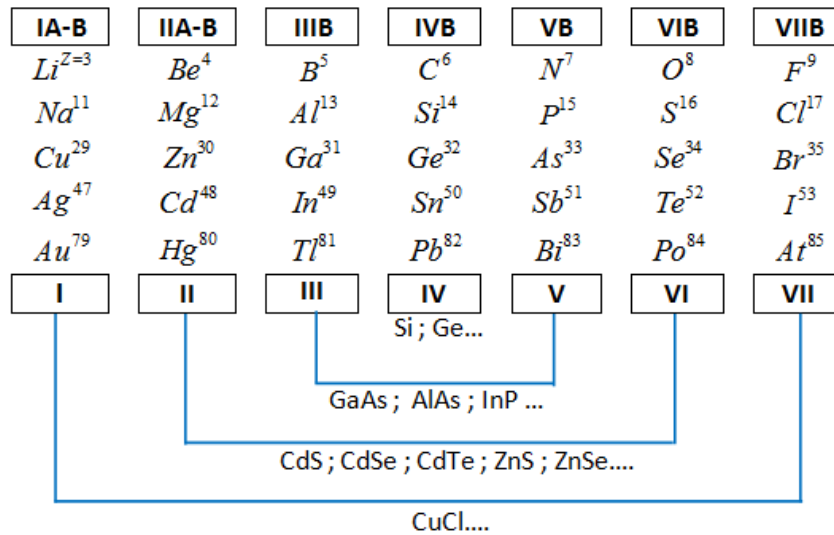 IA-B IIA-B IIIB IVB VB VIB VIIB
Li^Z=3 Be^4 B^5 C^6 N^7 O^8 F^9
Na^11 Mg^12 Al^13 Si^14 P^15 S^16 Cl^17
Cu^29 Zn^30 Ga^31 Ge^32 As^33 Se^34 Br^35
Ag^47 Cd^48 In^49 Sn^50 Sb^51 Te^52 I^53
Au^79 Hg^80 Tl^81 Pb^82 Bi^83 Po^84 At^85
I II III IV V VI VII
Si ; Ge...
GaAs ; AlAs ; InP ...
CdS ; CdSe ; CdTe ; ZnS ; ZnSe....
CuCl....